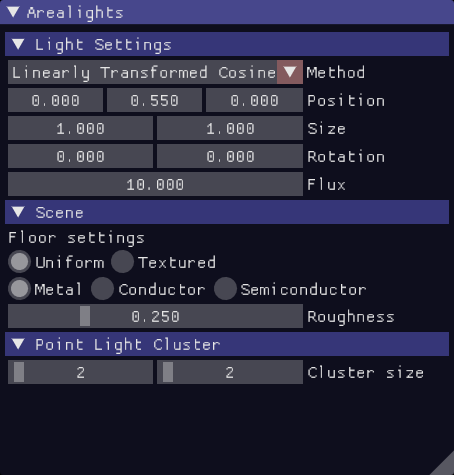 Arealights
Light Settings
Linearly Transformed Cosine Method
0.000 0.550 0.000 Position
1.000 1.000 Size
0.000 0.000 Rotation
10.000 Flux
Scene
Floor settings
Uniform Textured
Metal Conductor Semiconductor
0.250 Roughness
Point Light Cluster
2 2 Cluster size